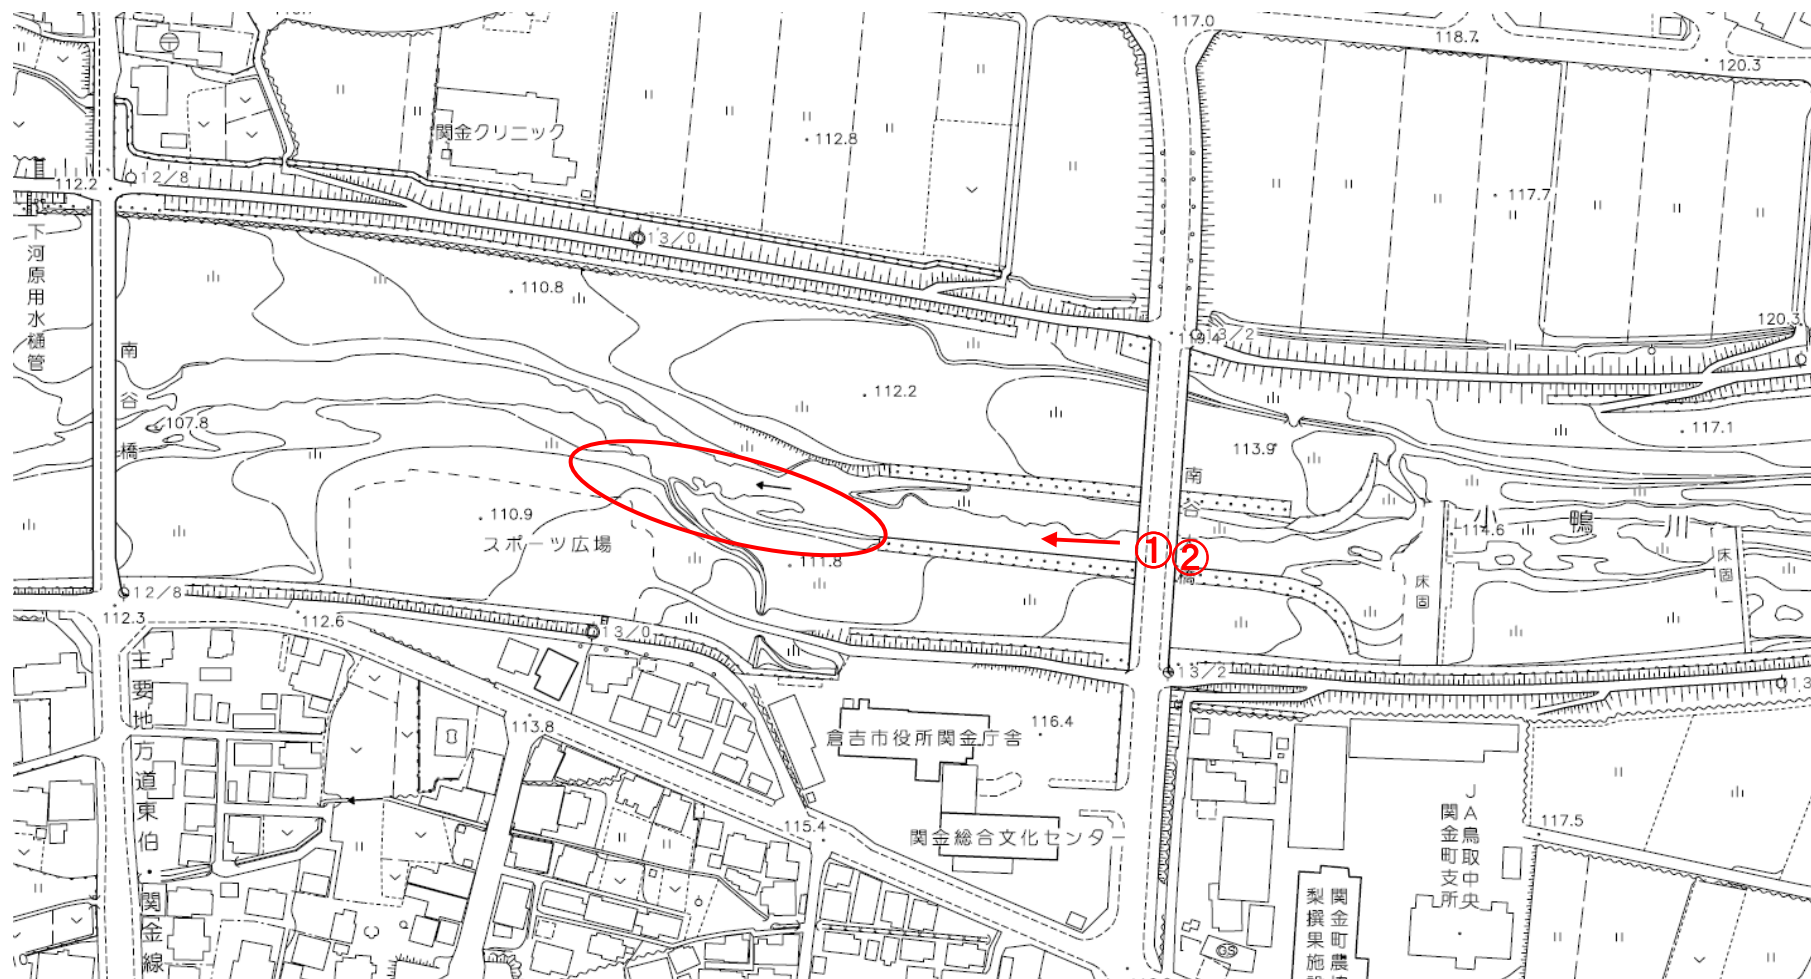 117.0
118.7
120.3
関金クリニック
112.8
112.2
12/8
117.7
13/0
下河原用水樋管
110.8
120.3
13/2
南谷橋
112.2
107.8
113.9
117.1
南谷橋
小鴨川
114.6
110.9
スポーツ広場
①
②
111.8
床固
床固
12/8
112.3
112.6
13/0
13/2
13
主要地方道東伯・関金線
113.8
116.4
倉吉市役所関金庁舎
115.4
関金総合文化センター
JA鳥取中央
関金町支所
117.5
関金町農
梨撰果施
GS